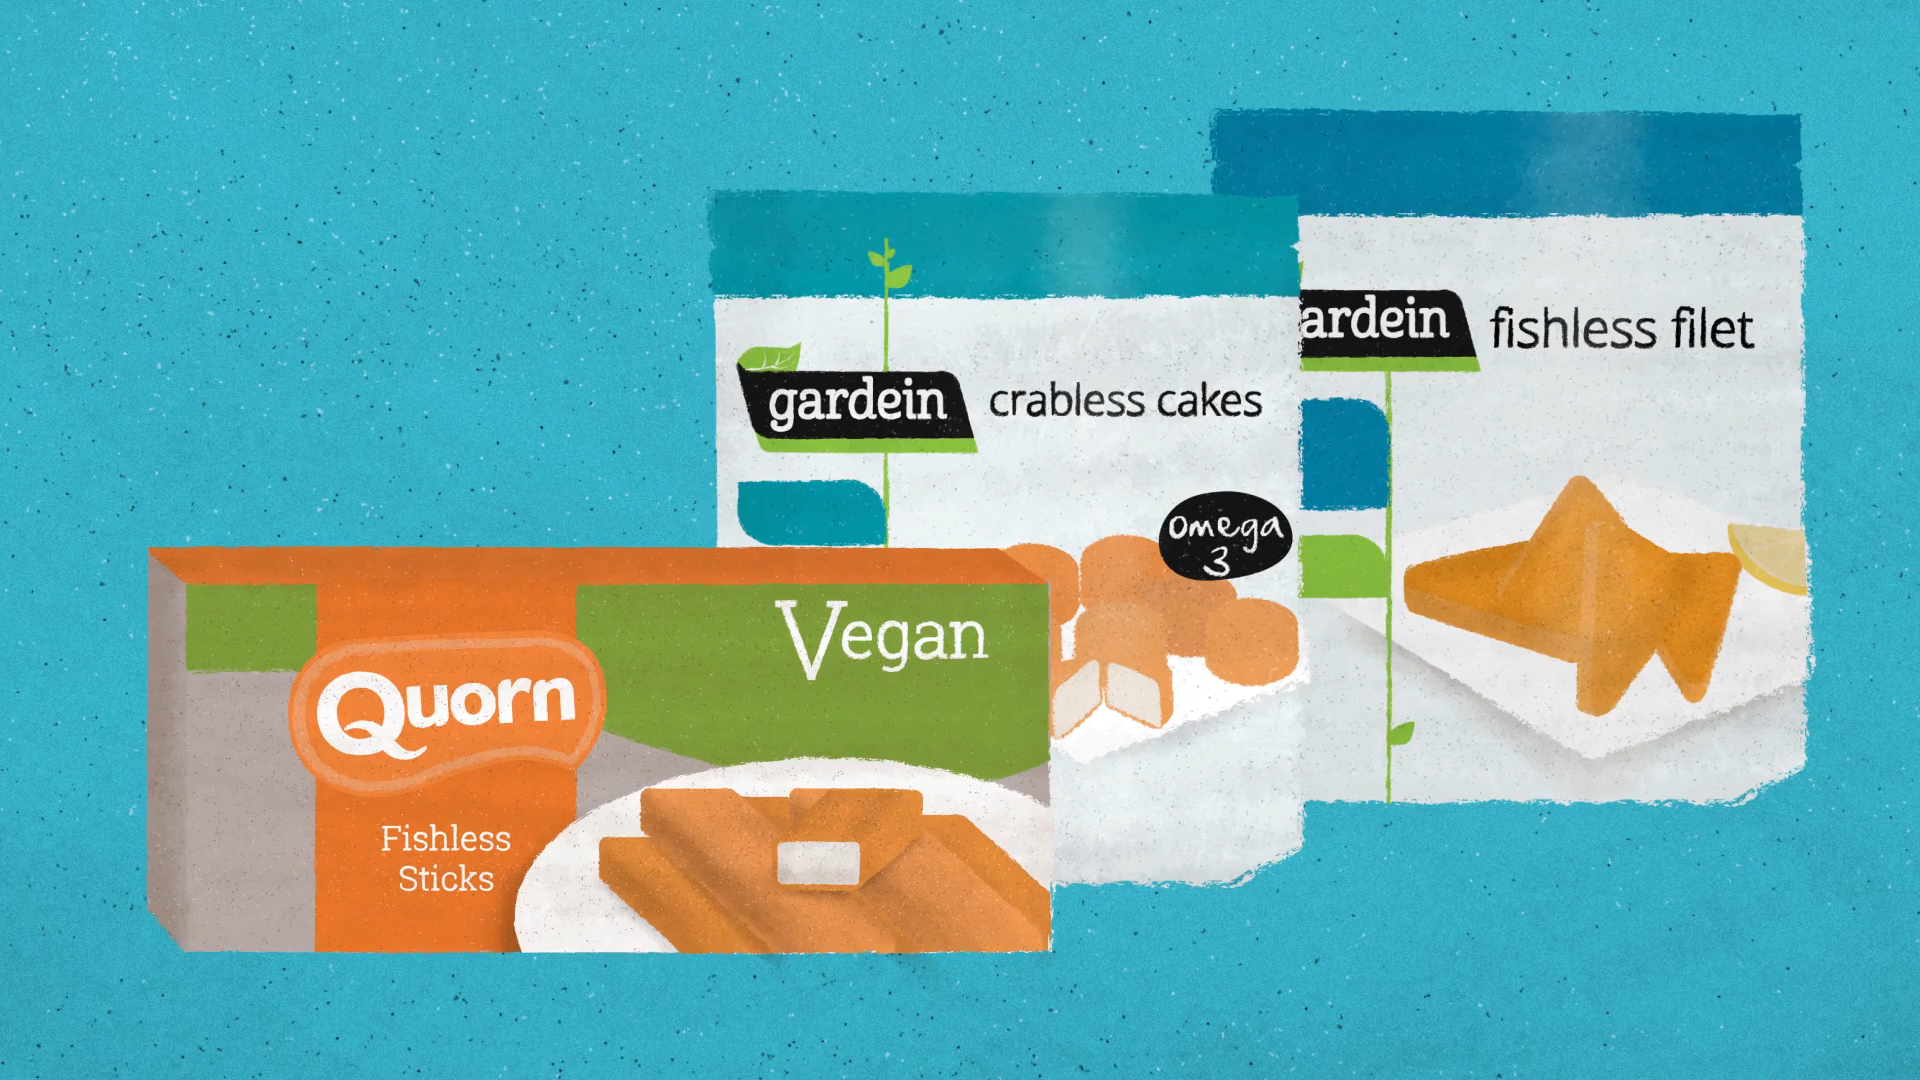 gardein
crabless cakes
Omega
3
ardein
fishless filet
Quorn
Vegan
Fishless
Sticks